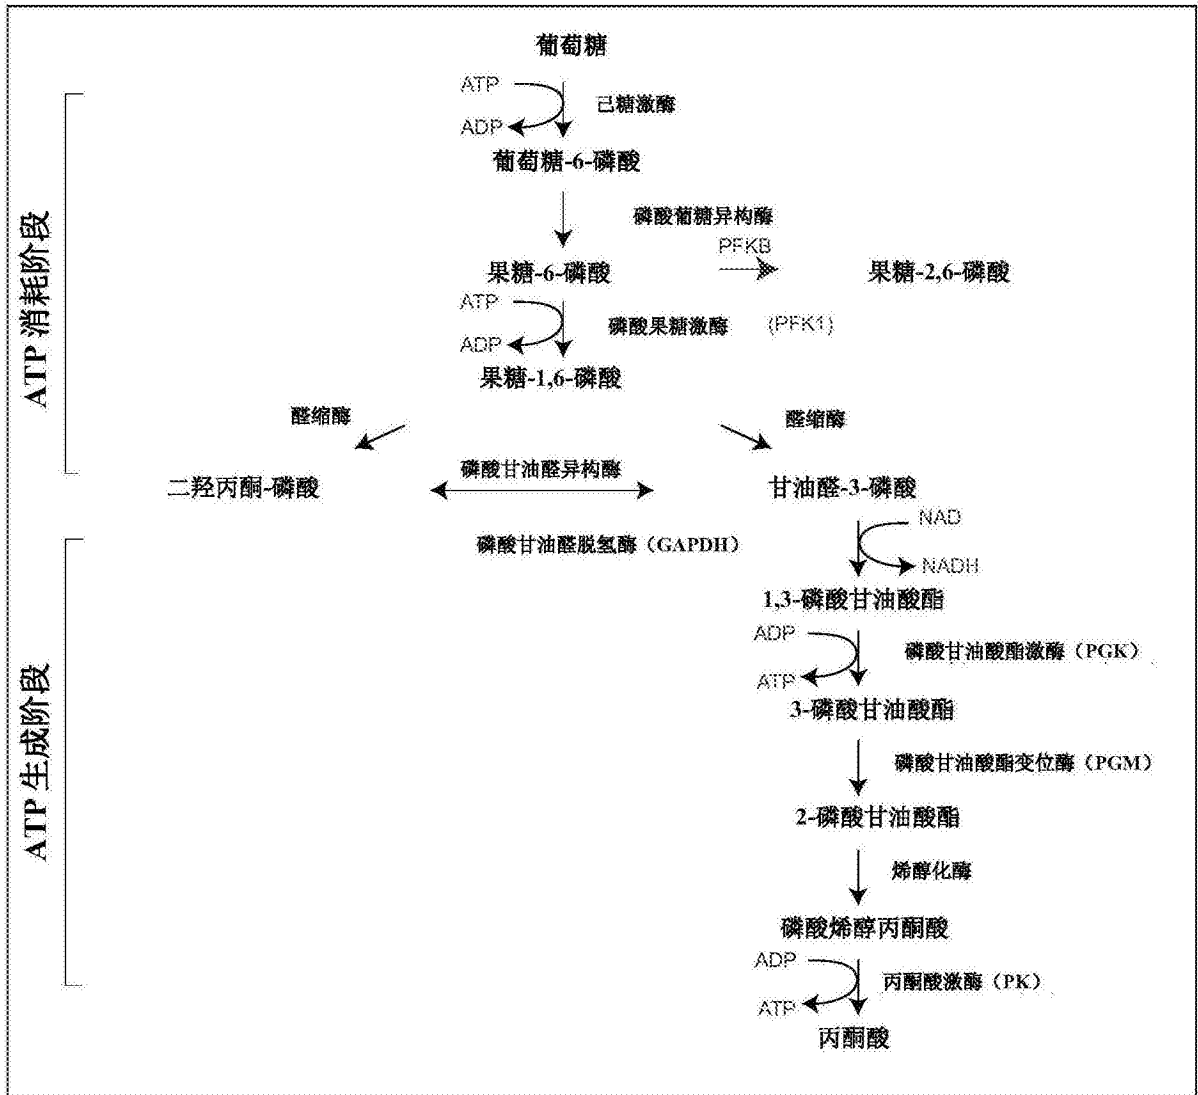 葡萄糖
ATP
己糖激酶
ADP
葡萄糖-6-磷酸
磷酸葡糖异构酶
PFKB
果糖-6-磷酸
果糖-2,6-磷酸
ATP
磷酸果糖激酶 (PFK1)
ADP
果糖-1,6-磷酸
醛缩酶
醛缩酶
磷酸甘油醛异构酶
二羟丙酮-磷酸
甘油醛-3-磷酸
ATP 消耗阶段
NAD
磷酸甘油醛脱氢酶（GAPDH）
NADH
1,3-磷酸甘油酸酯
ADP
磷酸甘油酸酯激酶（PGK）
ATP
3-磷酸甘油酸酯
磷酸甘油酸酯变位酶（PGM）
2-磷酸甘油酸酯
烯醇化酶
磷酸烯醇丙酮酸
ADP
丙酮酸激酶（PK）
ATP
丙酮酸
ATP 生成阶段